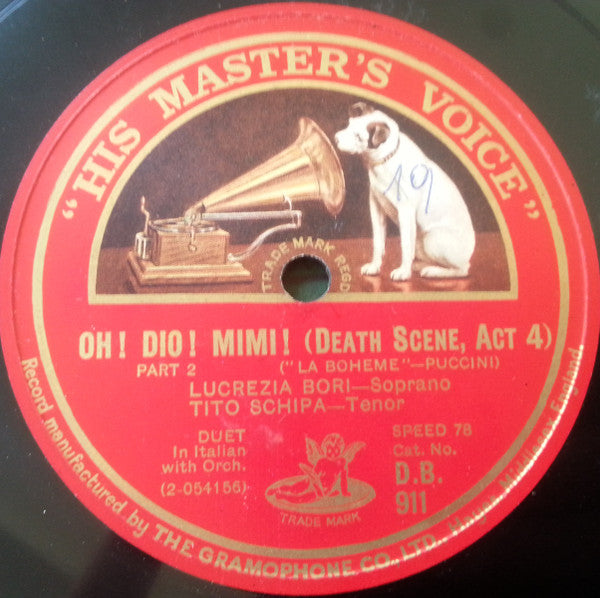 "HIS MASTER'S VOICE"
19
TRADE MARK REGD
OH! DIO! MIMI! (DEATH SCENE, ACT 4)
PART 2 ("LA BOHEME"—PUCCINI)
LUCREZIA BORI—Soprano
TITO SCHIPA—Tenor
DUET
In Italian
with Orch.
(2-054156)
SPEED 78
Cat. No.
D.B.
911
TRADE MARK
Record manufactured by THE GRAMOPHONE CO., LTD., Hayes, Middlesex, England.